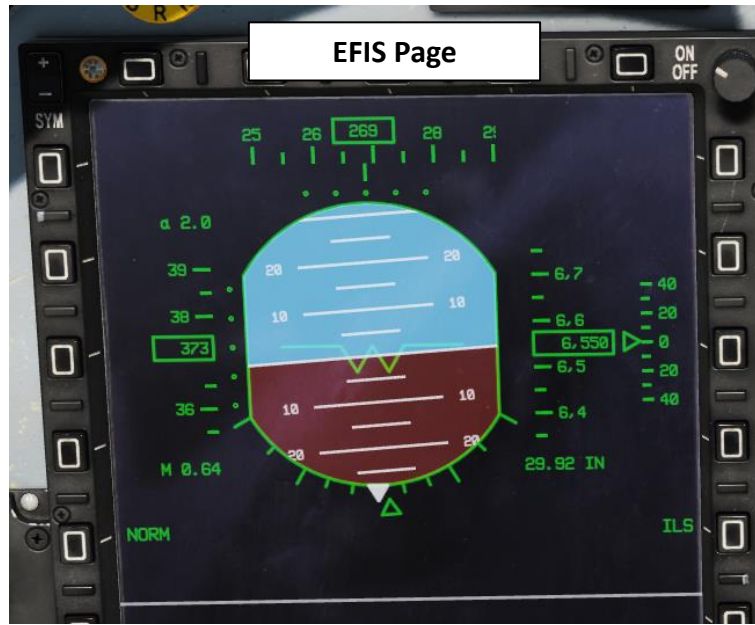 S R I
EFIS Page
ON
OFF
+
-
SYM
25 26 269 28
α 2.0
39
38
373
36
M 0.64
20 20
10 10
10 10
20 20
6,7
6,6
6,550
6,5
6,4
29.92 IN
40
20
0
20
40
NORM
ILS